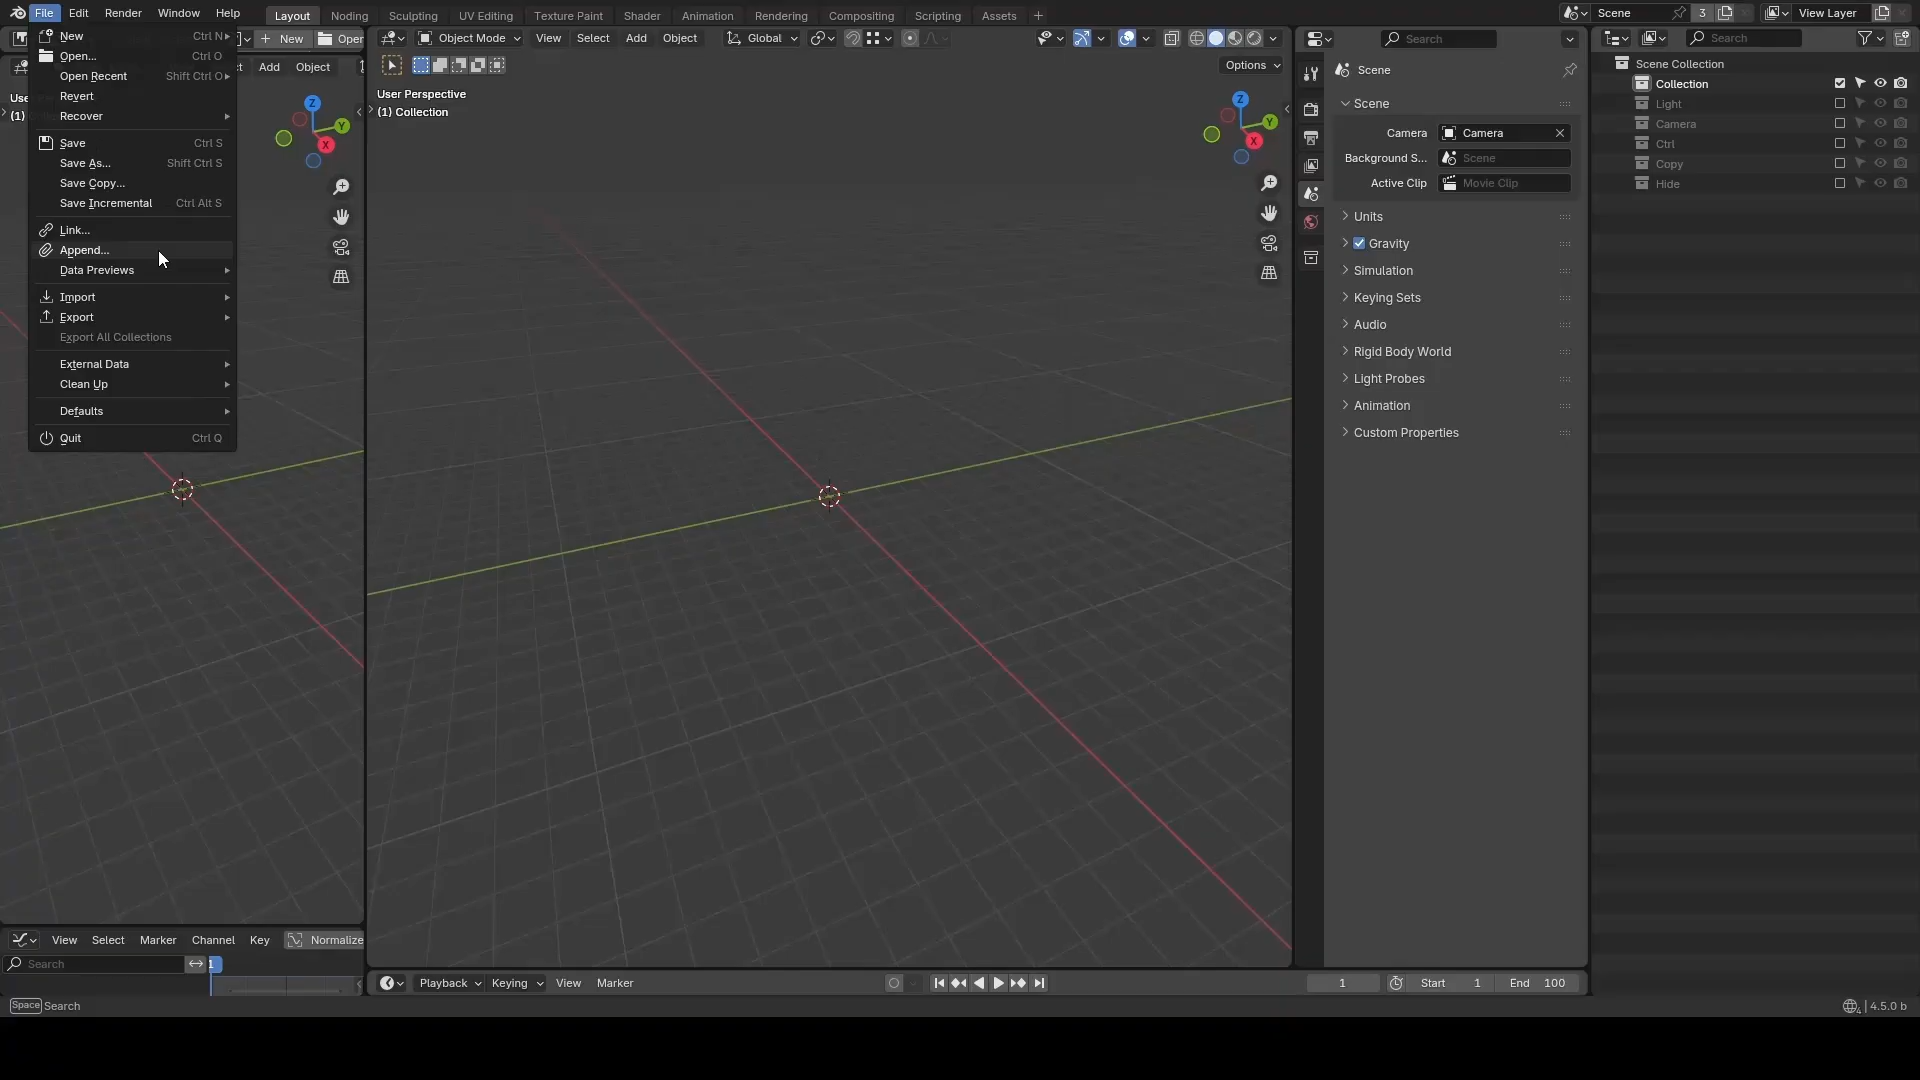 File Edit Render Window Help
Layout Noding Sculpting UV Editing Texture Paint Shader Animation Rendering Compositing Scripting Assets +
Scene 3 View Layer
New Ctrl N
Open... Ctrl O
Open Recent Shift Ctrl O
Revert
Recover
Save Ctrl S
Save As... Shift Ctrl S
Save Copy...
Save Incremental Ctrl Alt S
Link...
Append...
Data Previews
Import
Export
Export All Collections
External Data
Clean Up
Defaults
Quit Ctrl Q
New Open
Add Object
(1)
Z
Y
X
Object Mode View Select Add Object Global
Options
User Perspective
(1) Collection
Z
Y
X
Search
Scene
Scene
Camera Camera
Background S... Scene
Active Clip Movie Clip
Units
Gravity
Simulation
Keying Sets
Audio
Rigid Body World
Light Probes
Animation
Custom Properties
Search
Scene Collection
Collection
Light
Camera
Ctrl
Copy
Hide
View Select Marker Channel Key Normalize
Search 1
Playback Keying View Marker 1 Start 1 End 100
Space Search
4.5.0 b